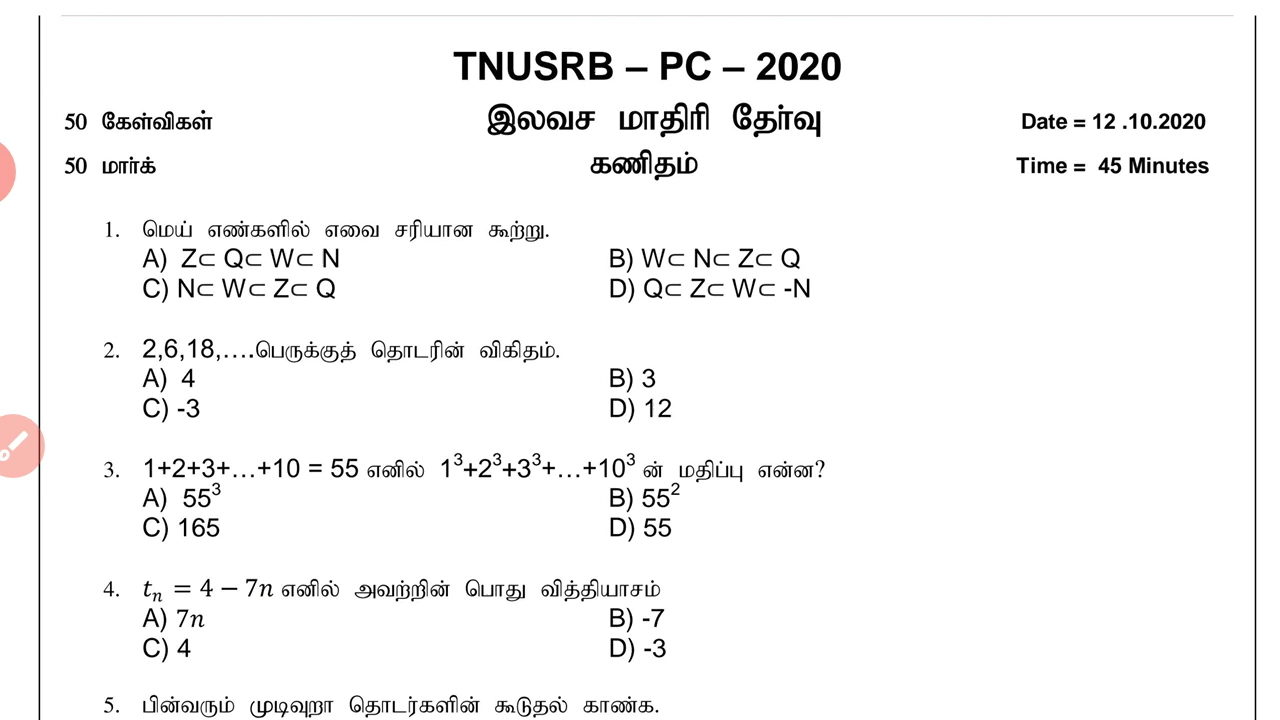 TNUSRB – PC – 2020
50 கேள்விகள் இலவச மாதிரி தேர்வு Date = 12 .10.2020
50 மார்க் கணிதம் Time = 45 Minutes
1. மெய் எண்களில் எவை சரியான கூற்று.
A) Z⊂ Q⊂ W⊂ N B) W⊂ N⊂ Z⊂ Q
C) N⊂ W⊂ Z⊂ Q D) Q⊂ Z⊂ W⊂ -N
2. 2,6,18,….பெருக்குத் தொடரின் விகிதம்.
A) 4 B) 3
C) -3 D) 12
3. 1+2+3+…+10 = 55 எனில் 1³+2³+3³+…+10³ ன் மதிப்பு என்ன?
A) 55³ B) 55²
C) 165 D) 55
4. tₙ = 4 − 7n எனில் அவற்றின் பொது வித்தியாசம்
A) 7n B) -7
C) 4 D) -3
5. பின்வரும் முடிவுறா தொடர்களின் கூடுதல் காண்க.